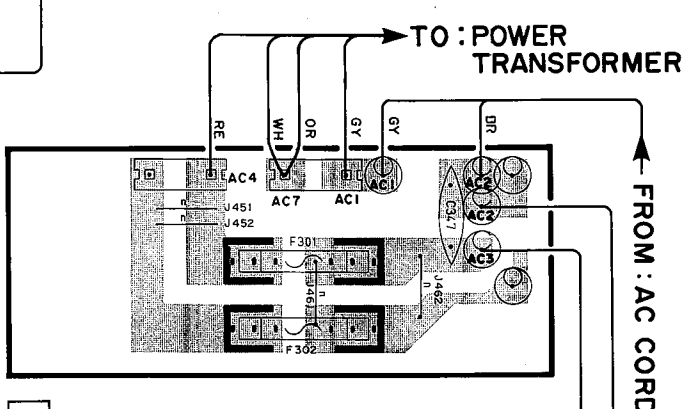 TO : POWER
TRANSFORMER
RE
WH
OR
GY
GY
BR
AC4
AC7
AC1
AC1
AC2
AC2
AC3
C347
J451
J452
F301
J461
J462
F302
n
n
n
n
FROM : AC CORD